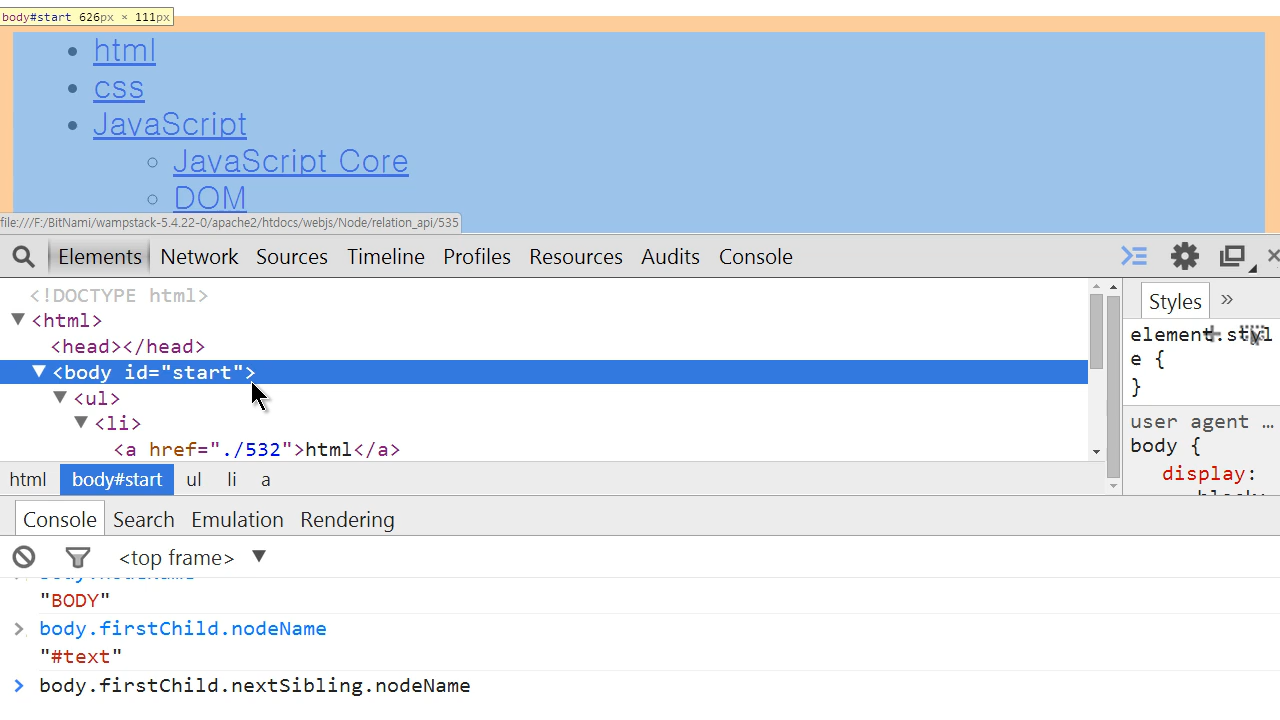 body#start 626px × 111px
html
css
JavaScript
JavaScript Core
DOM
file:///F:/BitNami/wampstack-5.4.22-0/apache2/htdocs/webjs/Node/relation_api/535
Elements Network Sources Timeline Profiles Resources Audits Console
<!DOCTYPE html>
<html>
<head></head>
<body id="start">
<ul>
<li>
<a href="./532">html</a>
html body#start ul li a
Styles »
element.styl
e {
}
user agent …
body {
display:
Console Search Emulation Rendering
<top frame>
body.nodeName
"BODY"
> body.firstChild.nodeName
"#text"
> body.firstChild.nextSibling.nodeName